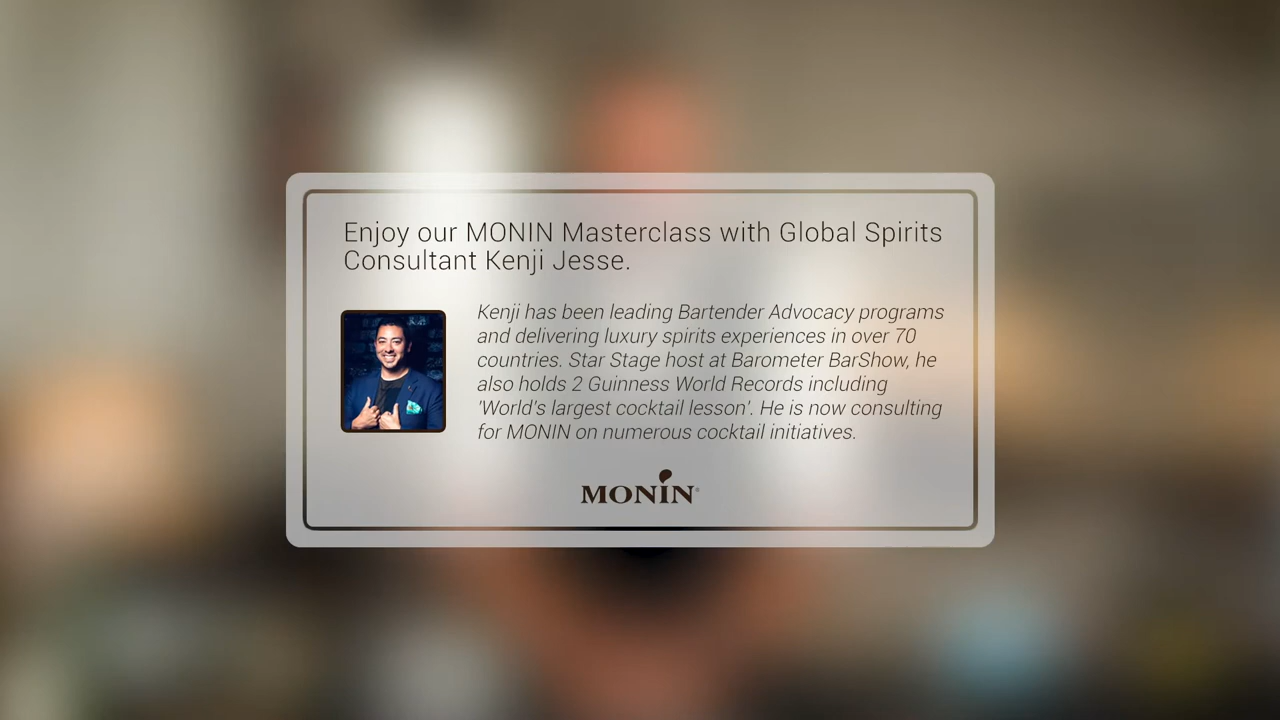 Enjoy our MONIN Masterclass with Global Spirits
Consultant Kenji Jesse.
Kenji has been leading Bartender Advocacy programs
and delivering luxury spirits experiences in over 70
countries. Star Stage host at Barometer BarShow, he
also holds 2 Guinness World Records including
'World's largest cocktail lesson'. He is now consulting
for MONIN on numerous cocktail initiatives.
MONIN®